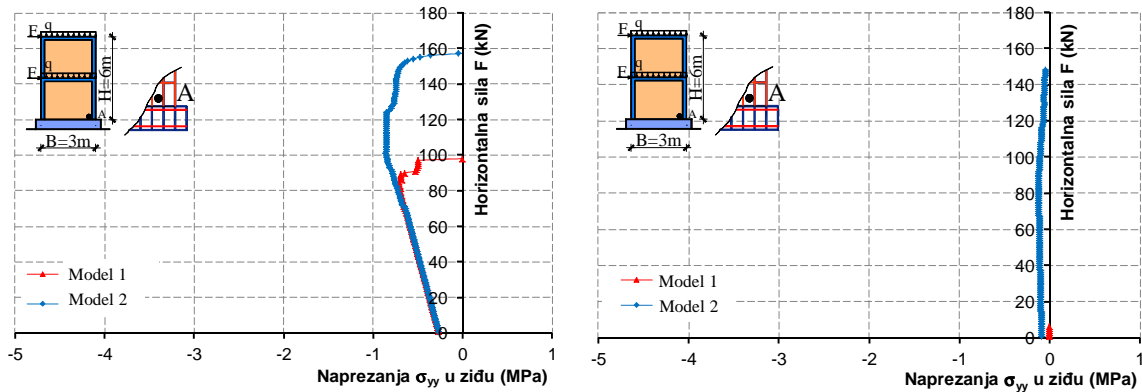 180
160
140
120
100
80
60
40
20
0
Horizontalna sila F (kN)
q
F
q
F
H=6m
A
B=3m
A
Model 1
Model 2
-5 -4 -3 -2 -1 0 1
Naprezanja σyy u ziđu (MPa)
180
160
140
120
100
80
60
40
20
0
Horizontalna sila F (kN)
q
F
q
F
H=6m
A
B=3m
A
Model 1
Model 2
-5 -4 -3 -2 -1 0 1
Naprezanja σyy u ziđu (MPa)